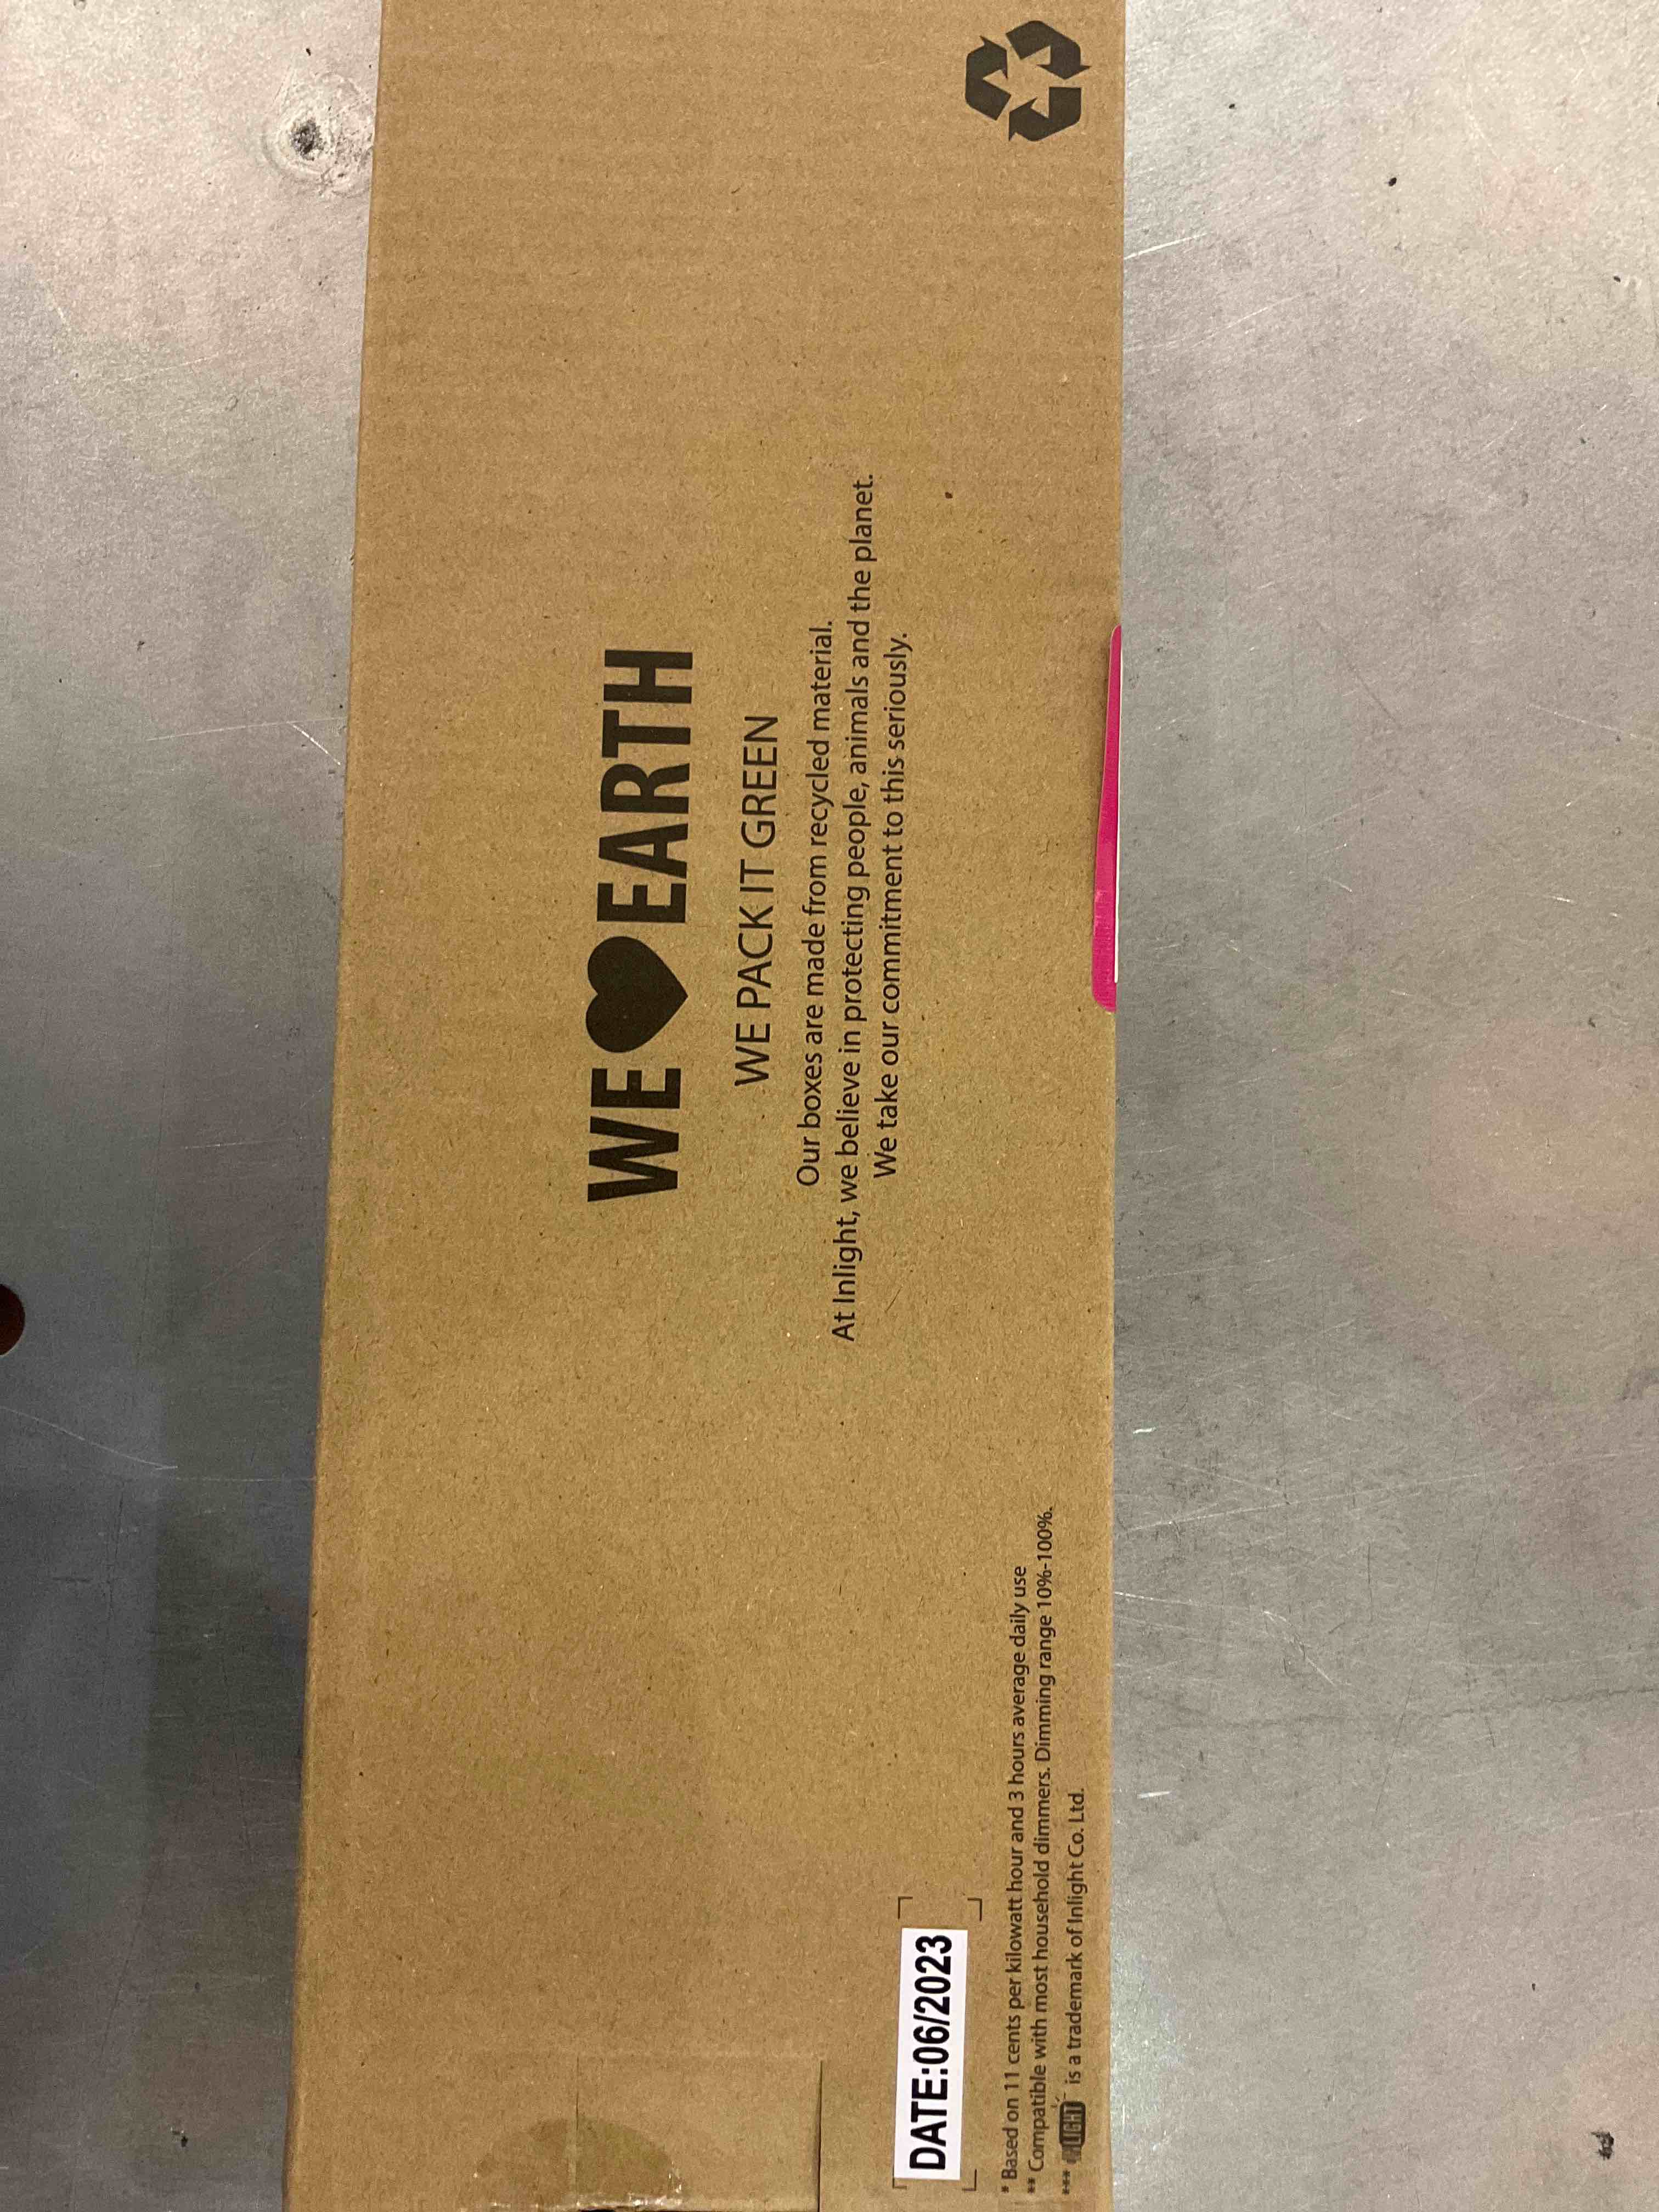 WE EARTH
WE PACK IT GREEN
Our boxes are made from recycled material.
At Inlight, we believe in protecting people, animals and the planet.
We take our commitment to this seriously.
DATE:06/2023
* Based on 11 cents per kilowatt hour and 3 hours average daily use
** Compatible with most household dimmers. Dimming range 10%-100%.
*** is a trademark of Inlight Co. Ltd.